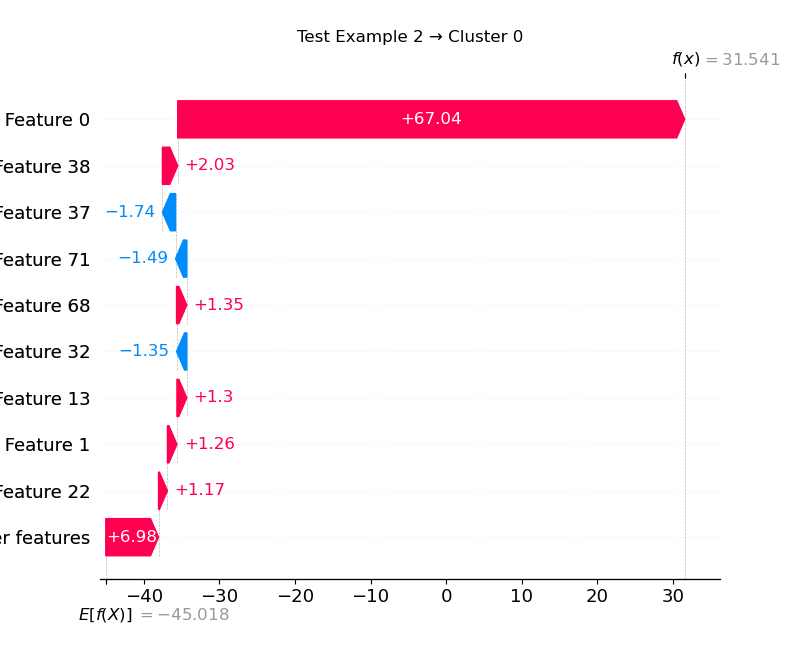 Test Example 2 → Cluster 0
f(x) = 31.541
Feature 0 +67.04
Feature 38 +2.03
Feature 37 −1.74
Feature 71 −1.49
Feature 68 +1.35
Feature 32 −1.35
Feature 13 +1.3
Feature 1 +1.26
Feature 22 +1.17
features +6.98
−40 −30 −20 −10 0 10 20 30
E[f(X)] = −45.018